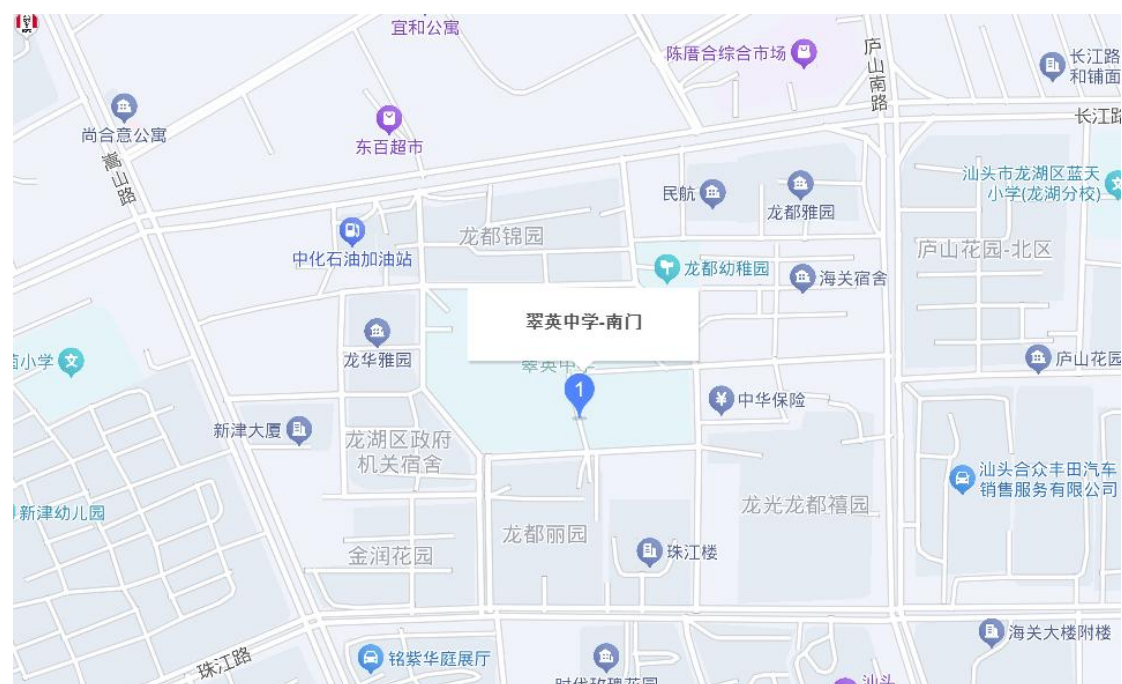 宜和公寓
陈厝合综合市场
庐山南路
长江路
和铺面
尚合意公寓
东百超市
长江路
嵩山路
民航
龙都雅园
汕头市龙湖区蓝天
小学(龙湖分校)
龙都锦园
中化石油加油站
龙都幼稚园
海关宿舍
庐山花园-北区
翠英中学-南门
龙华雅园
小学
文
庐山花园
1
中华保险
新津大厦
龙湖区政府
机关宿舍
汕头合众丰田汽车
销售服务有限公司
新津幼儿园
龙都丽园
龙光龙都禧园
金润花园
珠江楼
珠江路
铭紫华庭展厅
海关大楼附楼
汕头